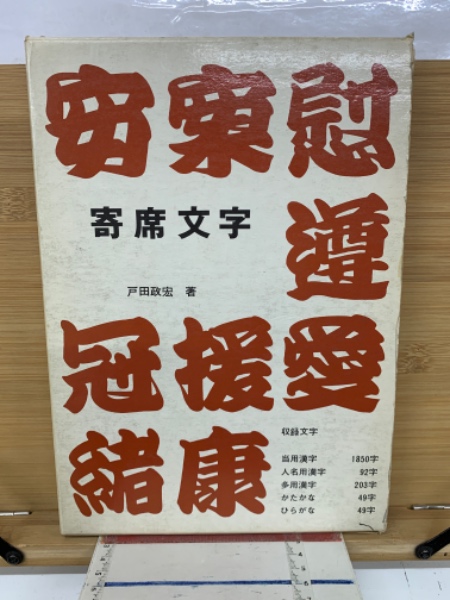 安案慰
寄席文字
遵
戸田政宏 著
冠援愛
緒康
収録文字
当用漢字 1850字
人名用漢字 92字
多用漢字 203字
かたかな 49字
ひらがな 49字